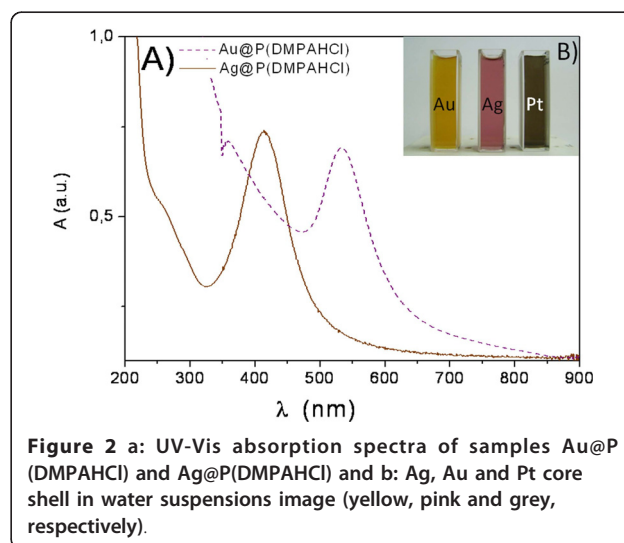 1,0
A)
Au@P(DMPAHCl)
Ag@P(DMPAHCl)
B)
Au
Ag
Pt
A (a.u.)
0,5
200 300 400 500 600 700 800 900
λ (nm)
Figure 2 a: UV-Vis absorption spectra of samples Au@P
(DMPAHCl) and Ag@P(DMPAHCl) and b: Ag, Au and Pt core
shell in water suspensions image (yellow, pink and grey,
respectively).